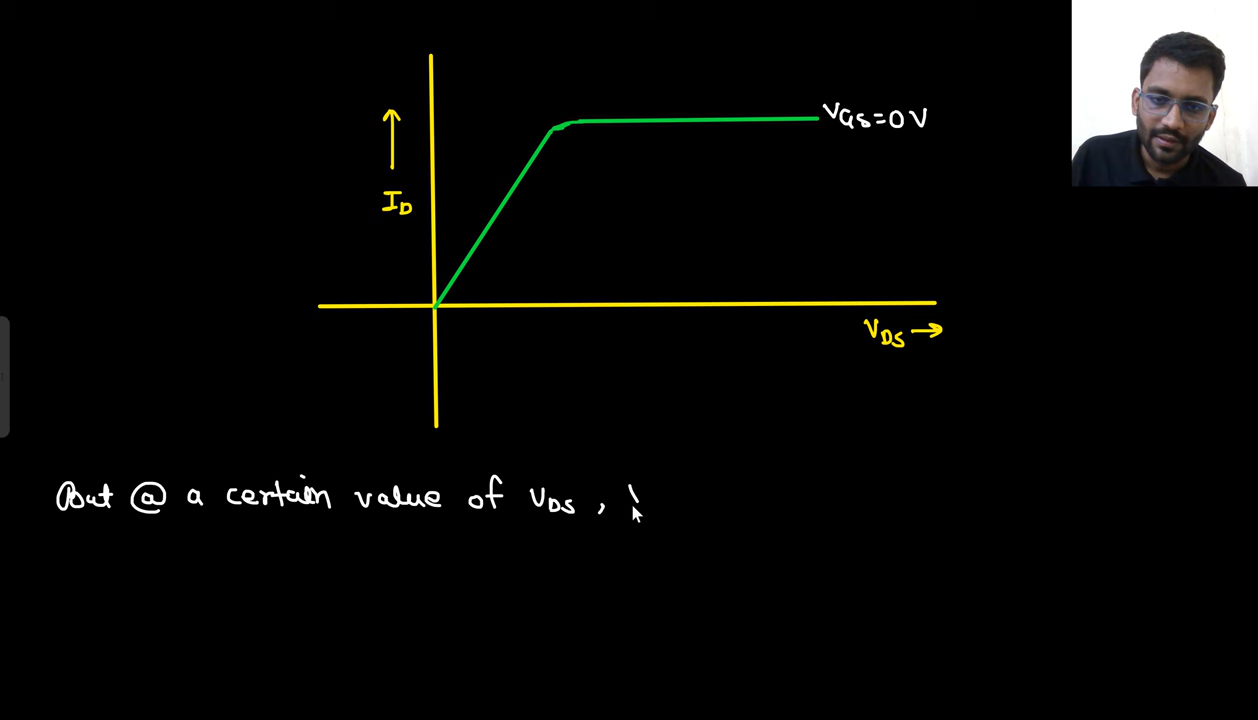 VGS=0V
ID
VDS →
But @ a certain value of VDS ,